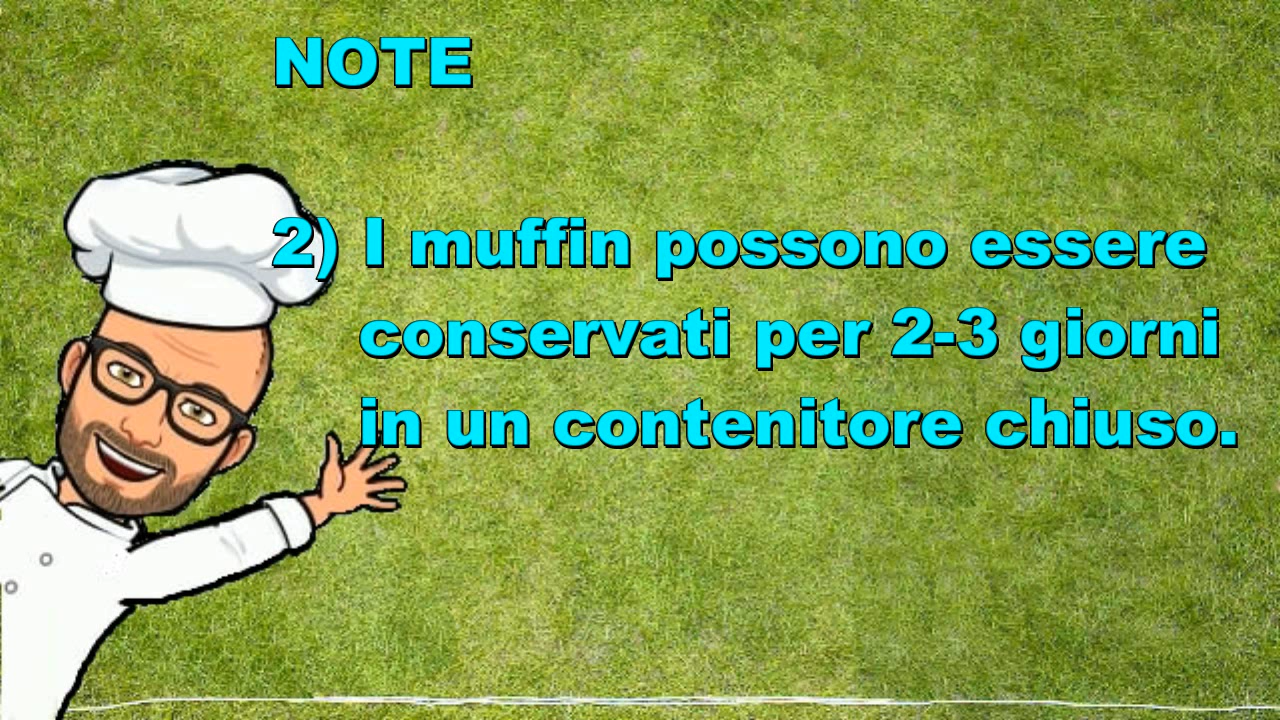 NOTE
2) I muffin possono essere
conservati per 2-3 giorni
in un contenitore chiuso.